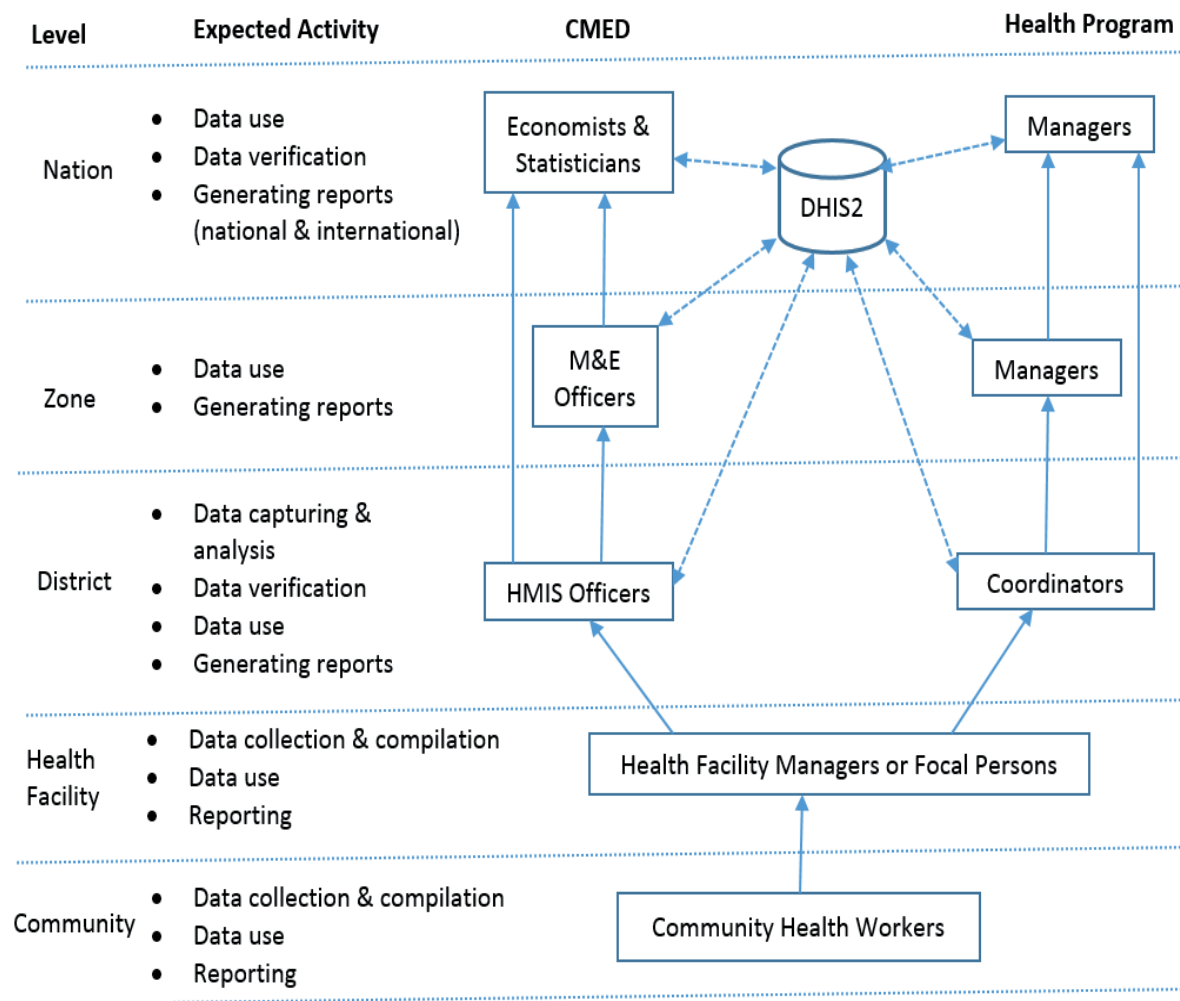 Level Expected Activity CMED Health Program
Nation
• Data use
• Data verification
• Generating reports
(national & international)
Economists &
Statisticians
DHIS2
Managers
Zone
• Data use
• Generating reports
M&E
Officers
Managers
District
• Data capturing &
analysis
• Data verification
• Data use
• Generating reports
HMIS Officers
Coordinators
Health
Facility
• Data collection & compilation
• Data use
• Reporting
Health Facility Managers or Focal Persons
Community
• Data collection & compilation
• Data use
• Reporting
Community Health Workers